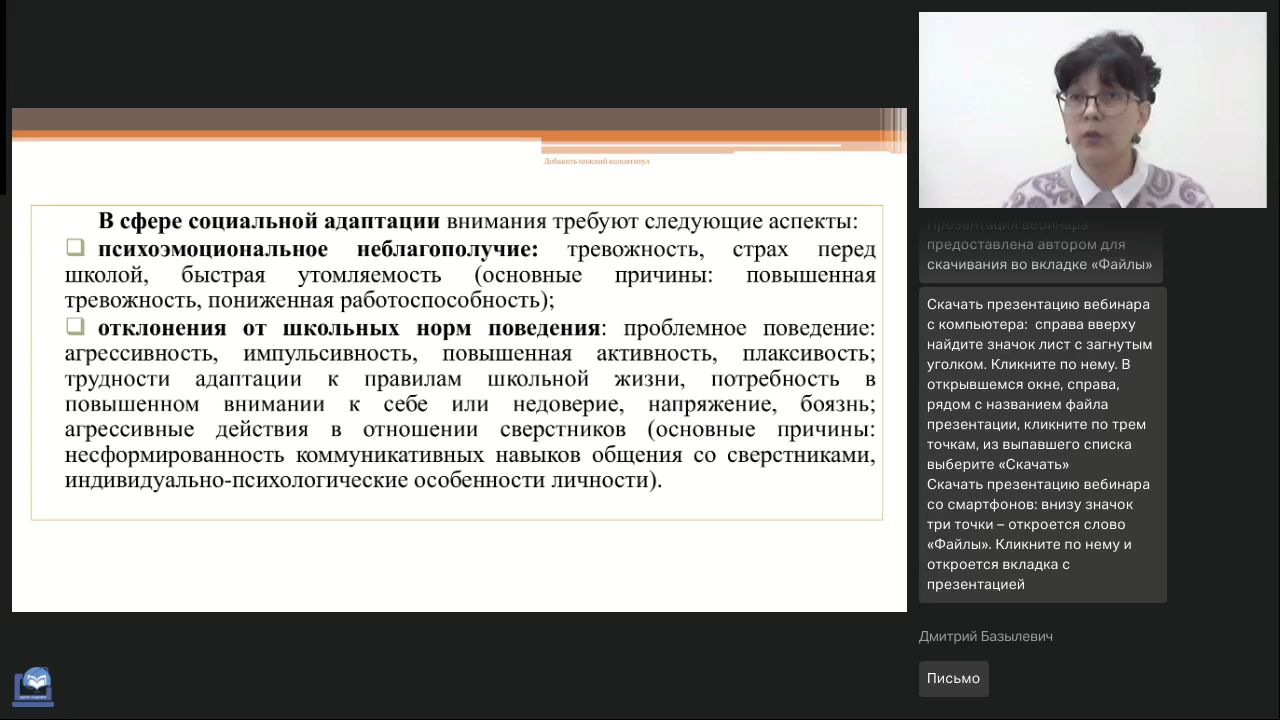 Добавить нижний колонтитул
В сфере социальной адаптации внимания требуют следующие аспекты:
психоэмоциональное неблагополучие: тревожность, страх перед
школой, быстрая утомляемость (основные причины: повышенная
тревожность, пониженная работоспособность);
отклонения от школьных норм поведения: проблемное поведение:
агрессивность, импульсивность, повышенная активность, плаксивость;
трудности адаптации к правилам школьной жизни, потребность в
повышенном внимании к себе или недоверие, напряжение, боязнь;
агрессивные действия в отношении сверстников (основные причины:
несформированность коммуникативных навыков общения со сверстниками,
индивидуально-психологические особенности личности).
Презентация вебинара
предоставлена автором для
скачивания во вкладке «Файлы»
Скачать презентацию вебинара
с компьютера: справа вверху
найдите значок лист с загнутым
уголком. Кликните по нему. В
открывшемся окне, справа,
рядом с названием файла
презентации, кликните по трем
точкам, из выпавшего списка
выберите «Скачать»
Скачать презентацию вебинара
со смартфонов: внизу значок
три точки – откроется слово
«Файлы». Кликните по нему и
откроется вкладка с
презентацией
Дмитрий Базылевич
Письмо